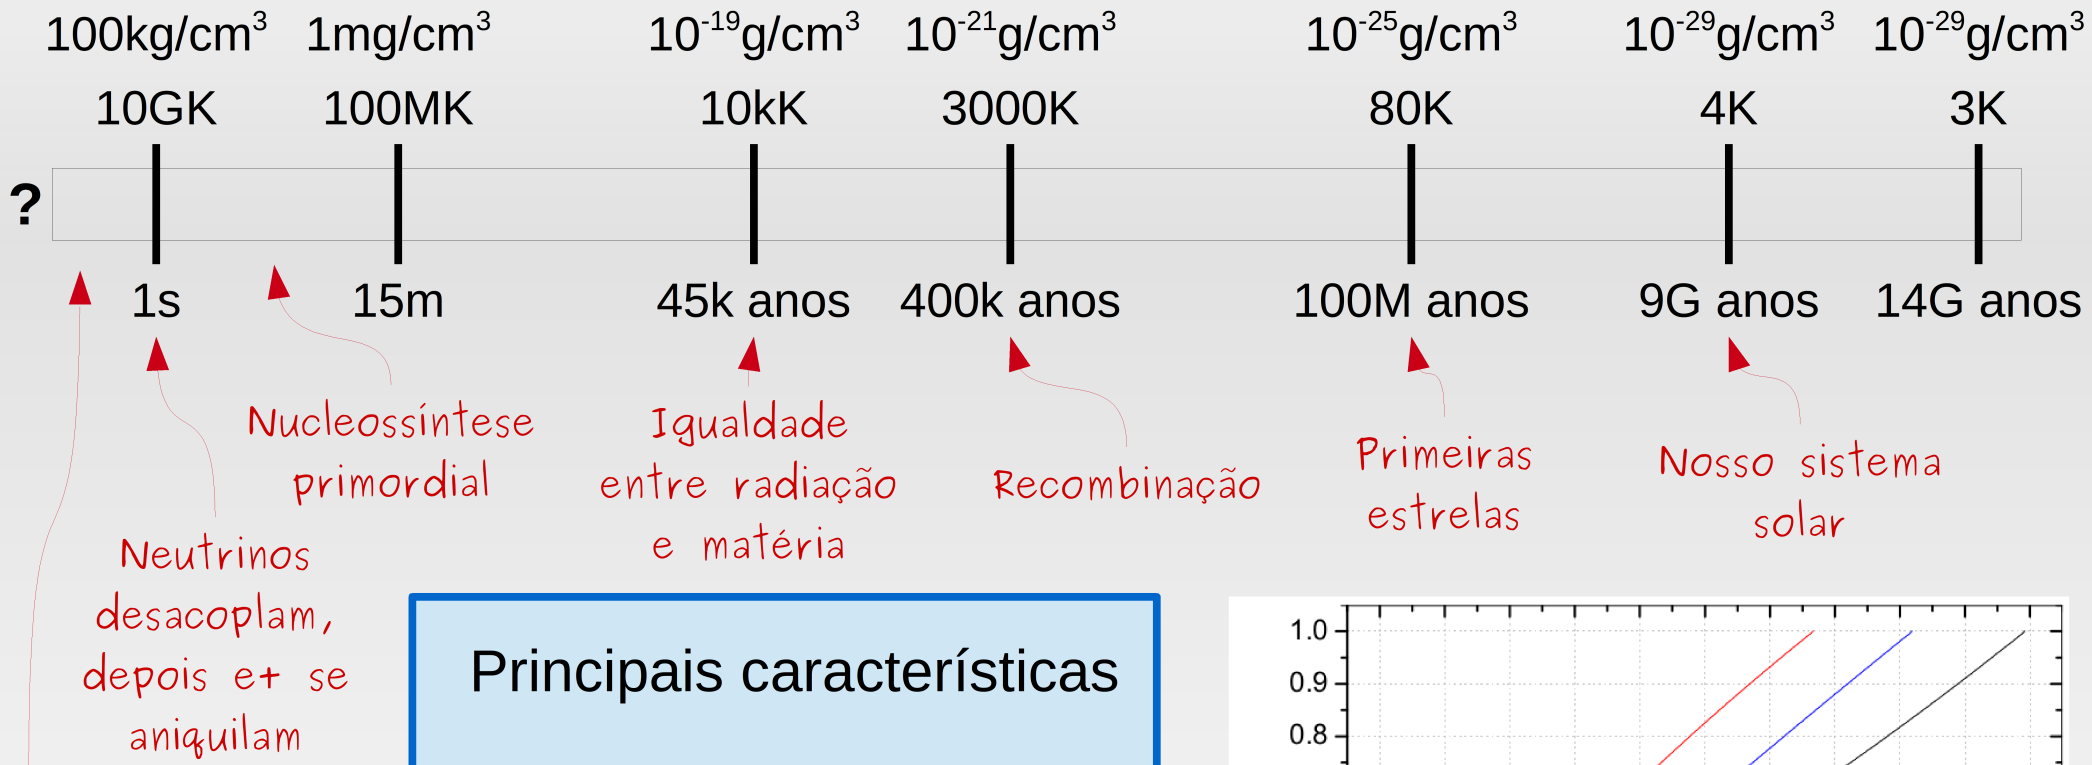 100kg/cm³ 1mg/cm³ 10⁻¹⁹g/cm³ 10⁻²¹g/cm³ 10⁻²⁵g/cm³ 10⁻²⁹g/cm³ 10⁻²⁹g/cm³
10GK 100MK 10kK 3000K 80K 4K 3K
?
1s 15m 45k anos 400k anos 100M anos 9G anos 14G anos
Nucleossíntese
primordial
Igualdade
entre radiação
e matéria
Recombinação
Primeiras
estrelas
Nosso sistema
solar
Neutrinos
desacoplam,
depois e+ se
aniquilam
Principais características
1.0
0.9
0.8